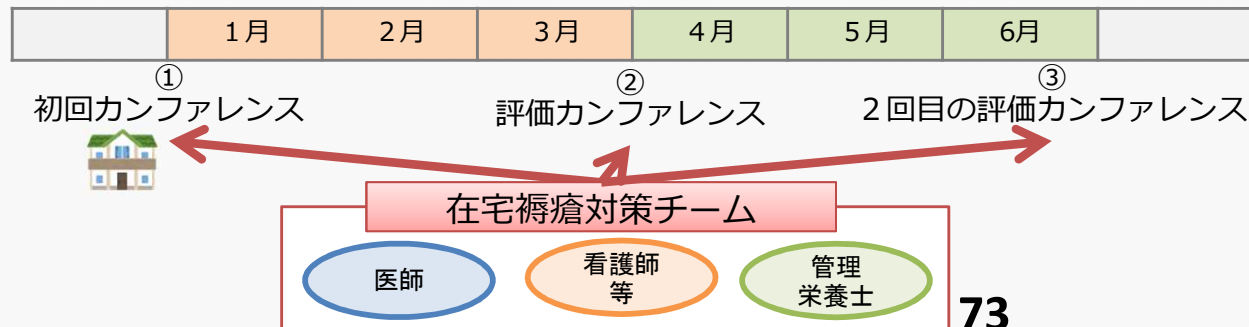 1月 2月 3月 4月 5月 6月
①
初回カンファレンス
②
評価カンファレンス
③
2回目の評価カンファレンス
在宅褥瘡対策チーム
医師
看護師
等
管理
栄養士
73